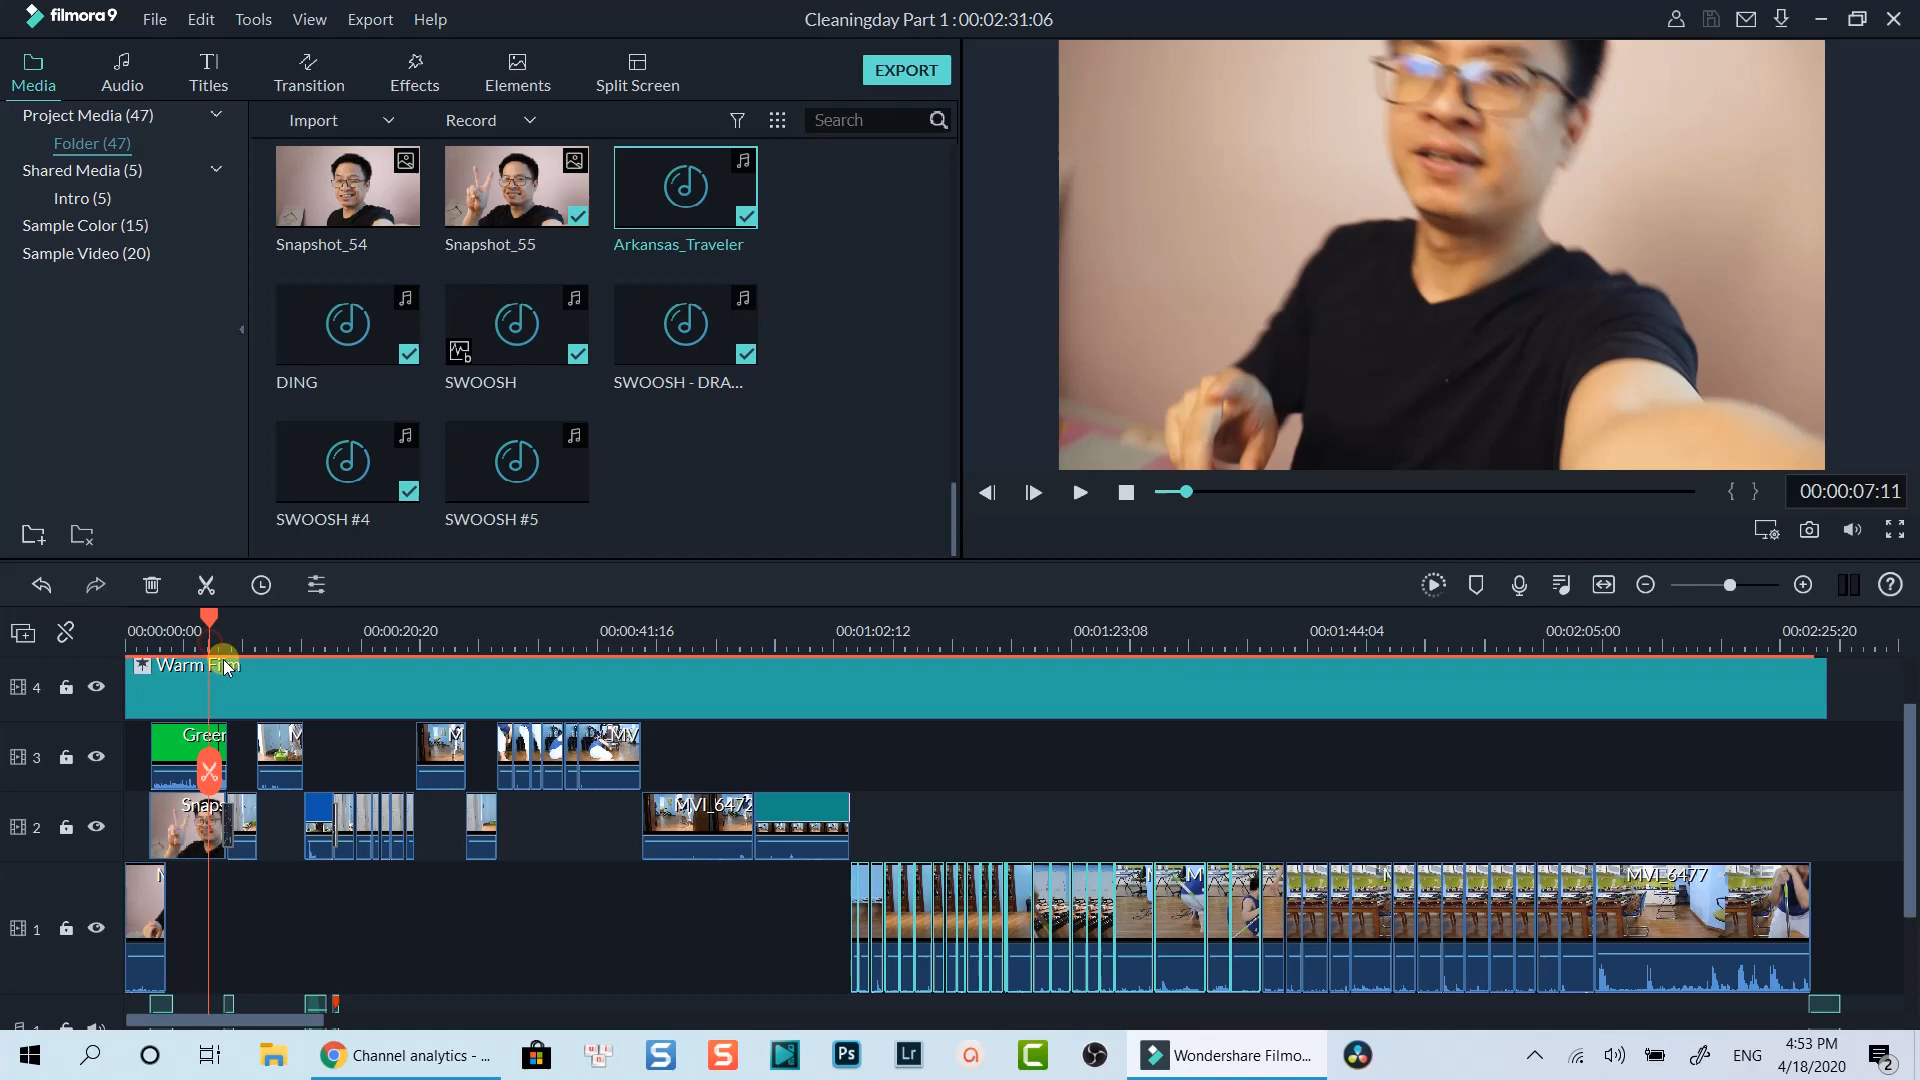 filmora9
File Edit Tools View Export Help
Cleaningday Part 1 : 00:02:31:06
Media Audio Titles Transition Effects Elements Split Screen
EXPORT
Project Media (47)
Folder (47)
Shared Media (5)
Intro (5)
Sample Color (15)
Sample Video (20)
Import Record Search
Snapshot_54 Snapshot_55 Arkansas_Traveler
DING SWOOSH SWOOSH - DRA...
SWOOSH #4 SWOOSH #5
00:00:07:11
00:00:00:00 00:00:20:20 00:00:41:16 00:01:02:12 00:01:23:08 00:01:44:04 00:02:05:00 00:02:25:20
Warm Film
4
Green
M
M
MV
3
Snaps
MVI_6472
2
M
M
MVI_6477
1
1
Channel analytics - ...
Ps
Lr
Wondershare Filmo...
ENG
4:53 PM
4/18/2020
2